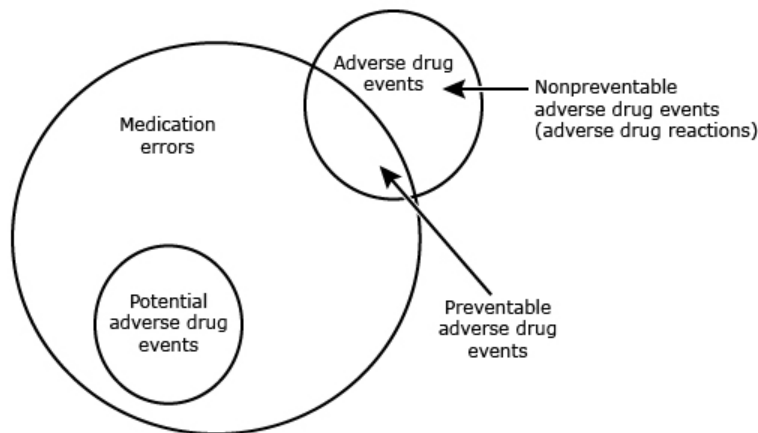 Adverse drug
events
Nonpreventable
adverse drug events
(adverse drug reactions)
Medication
errors
Potential
adverse drug
events
Preventable
adverse drug
events